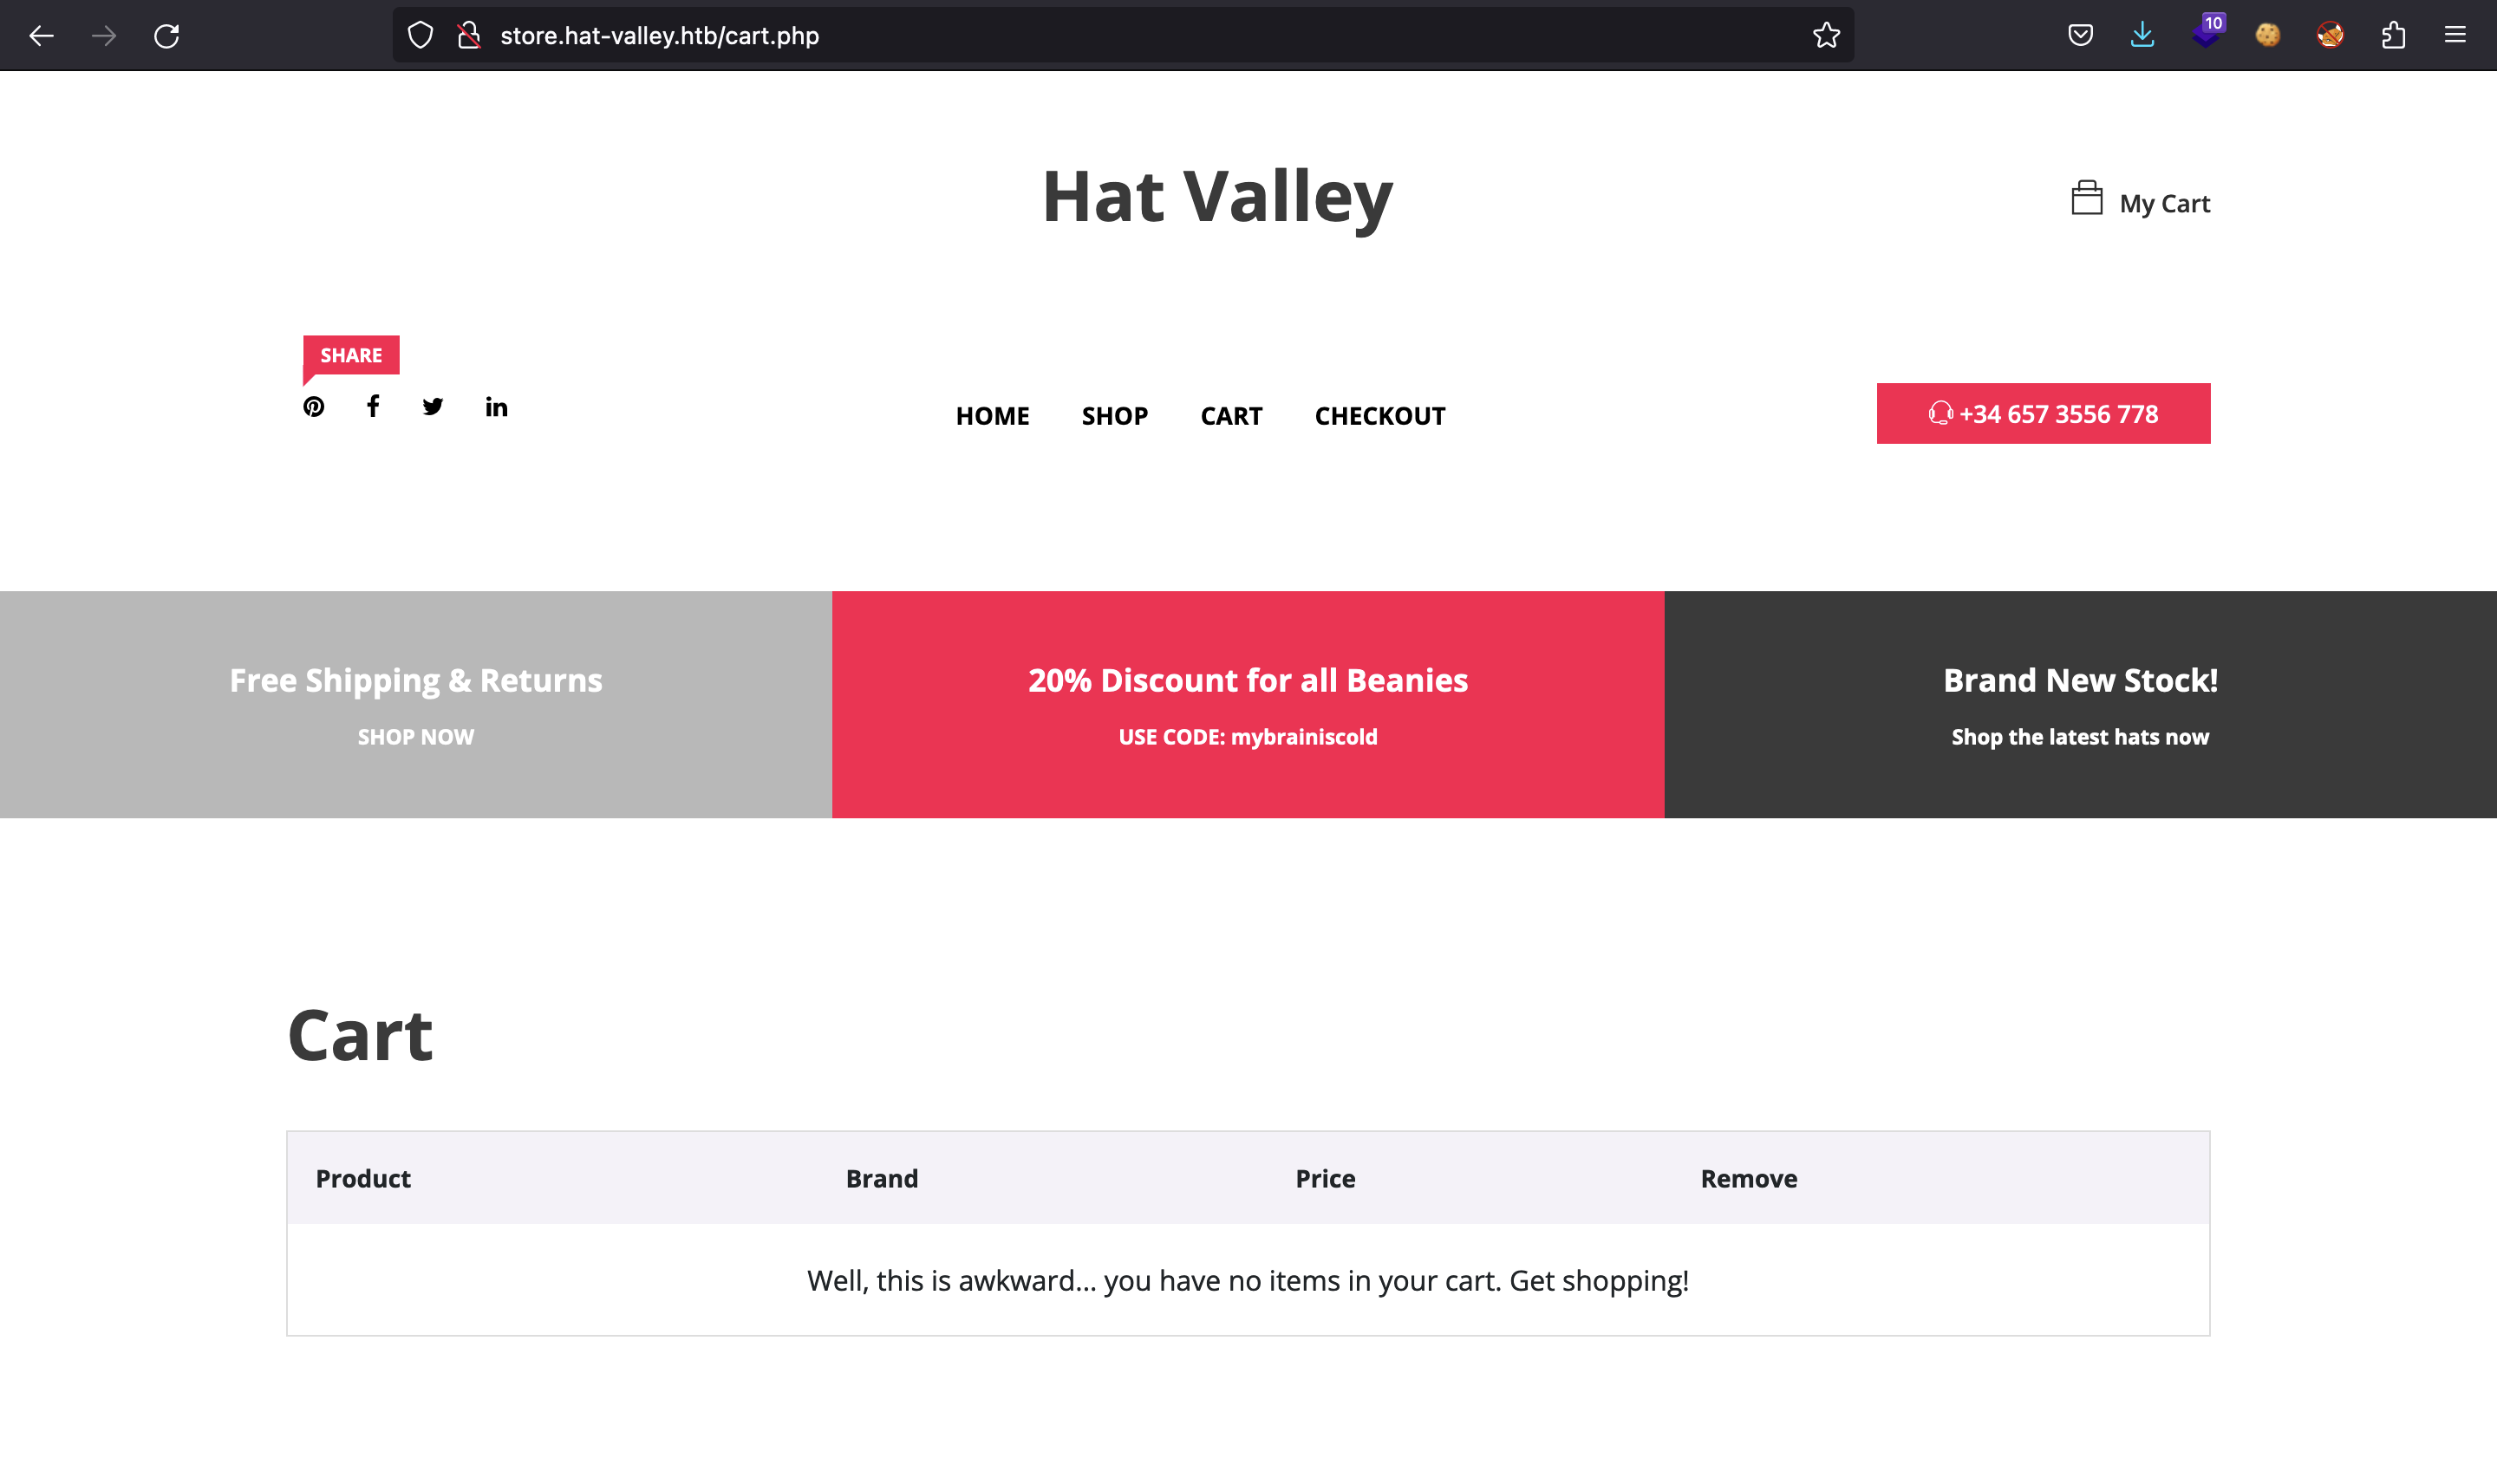 store.hat-valley.htb/cart.php
10
Hat Valley
My Cart
SHARE
HOME SHOP CART CHECKOUT
+34 657 3556 778
Free Shipping & Returns
SHOP NOW
20% Discount for all Beanies
USE CODE: mybrainiscold
Brand New Stock!
Shop the latest hats now
Cart
Product Brand Price Remove
Well, this is awkward... you have no items in your cart. Get shopping!